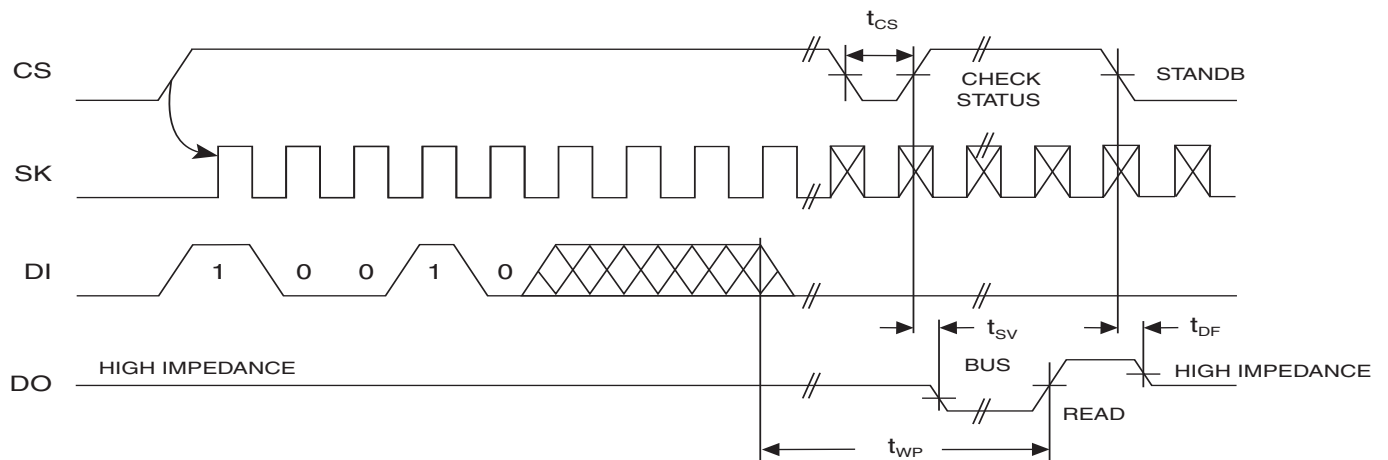 tCS
CS
CHECK
STATUS
STANDB
SK
DI
1 0 0 1 0
tSV
tDF
HIGH IMPEDANCE
BUS
HIGH IMPEDANCE
DO
READ
tWP